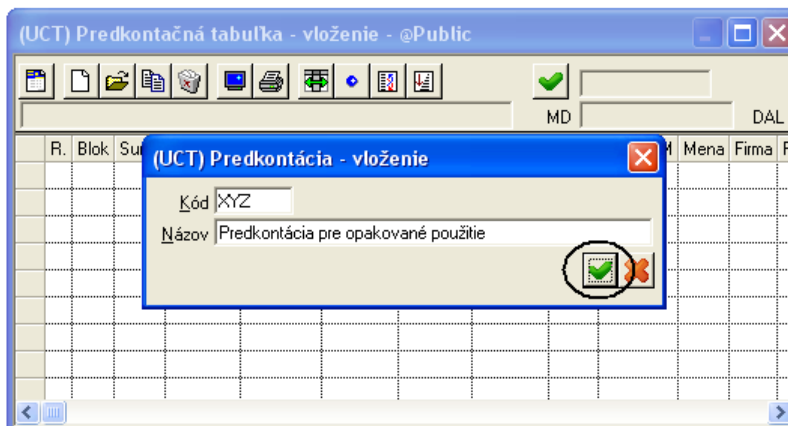 (UCT) Predkontačná tabuľka - vloženie - @Public
MD DAL
R. Blok Su M Mena Firma
(UCT) Predkontácia - vloženie
Kód XYZ
Názov Predkontácia pre opakované použitie